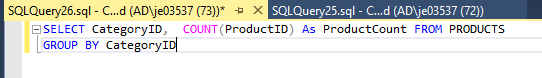 SQLQuery26.sql - C...d (AD\je03537 (73))* SQLQuery25.sql - C...d (AD\je03537 (72))
SELECT CategoryID,  COUNT(ProductID) As ProductCount FROM PRODUCTS
GROUP BY CategoryID